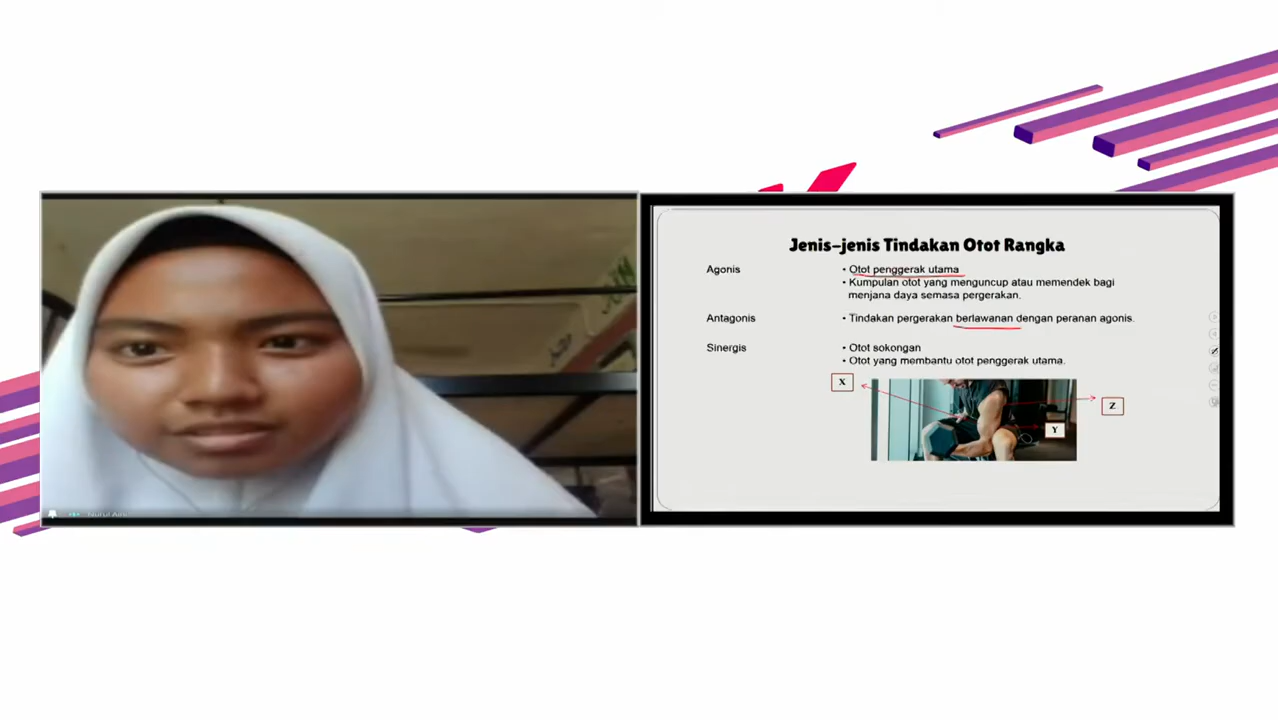 Jenis-jenis Tindakan Otot Rangka
Agonis
• Otot penggerak utama
• Kumpulan otot yang menguncup atau memendek bagi
menjana daya semasa pergerakan.
Antagonis
• Tindakan pergerakan berlawanan dengan peranan agonis.
Sinergis
• Otot sokongan
• Otot yang membantu otot penggerak utama.
X
Z
Y